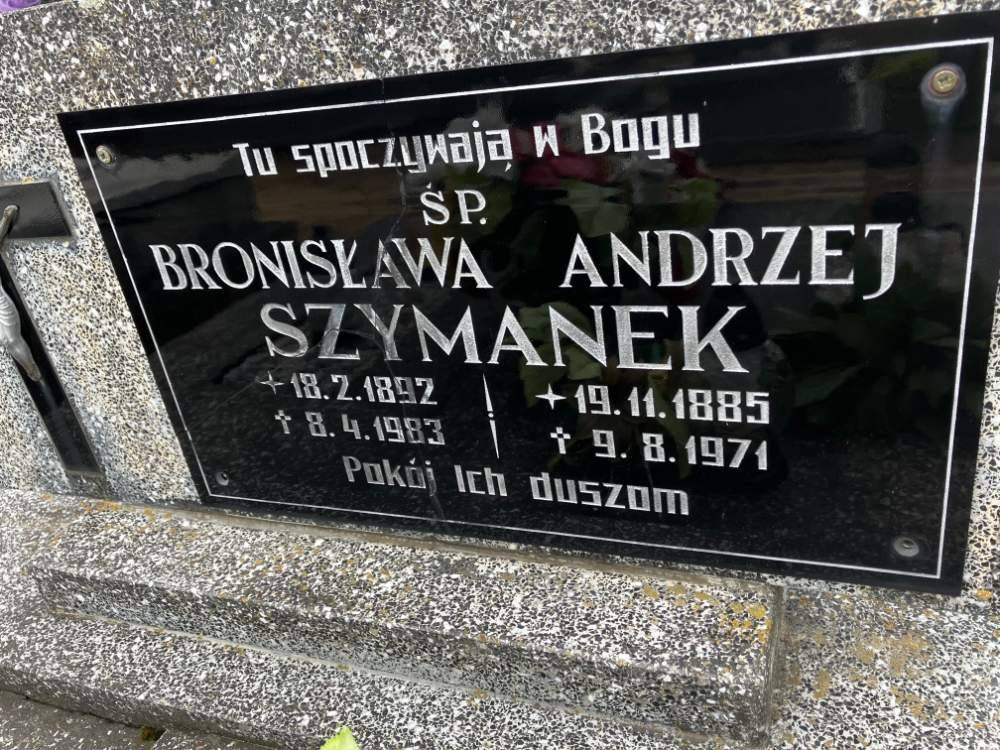 Tu spoczywają w Bogu
ŚP.
BRONISŁAWA ANDRZEJ
SZYMANEK
18.2.1892 19.11.1885
✝ 8.4.1983 ✝ 9.8.1971
Pokój Ich duszom